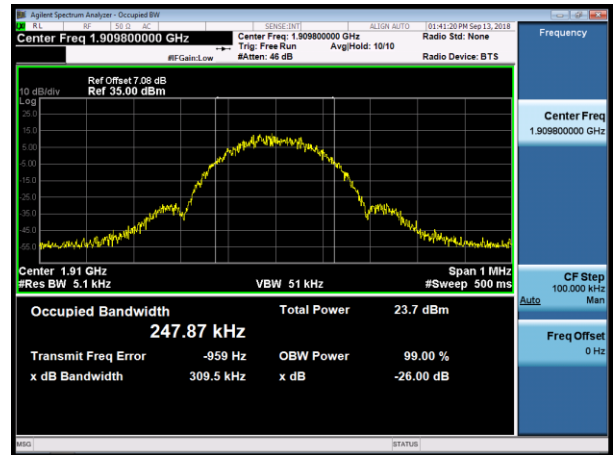 Agilent Spectrum Analyzer - Occupied BW
RL RF 50 Ω AC SENSE:INT ALIGN AUTO 01:41:20 PM Sep 13, 2018
Center Freq 1.909800000 GHz
Center Freq: 1.909800000 GHz Radio Std: None
Trig: Free Run Avg|Hold: 10/10
#IFGain:Low #Atten: 46 dB Radio Device: BTS
Ref Offset 7.08 dB
10 dB/div Ref 35.00 dBm
Log
25.0
15.0
5.00
-5.00
-15.0
-25.0
-35.0
-45.0
-55.0
Center 1.91 GHz Span 1 MHz
#Res BW 5.1 kHz VBW 51 kHz #Sweep 500 ms
Occupied Bandwidth Total Power 23.7 dBm
247.87 kHz
Transmit Freq Error -959 Hz OBW Power 99.00 %
x dB Bandwidth 309.5 kHz x dB -26.00 dB
MSG STATUS
Frequency
Center Freq
1.909800000 GHz
CF Step
100.000 kHz
Auto Man
Freq Offset
0 Hz